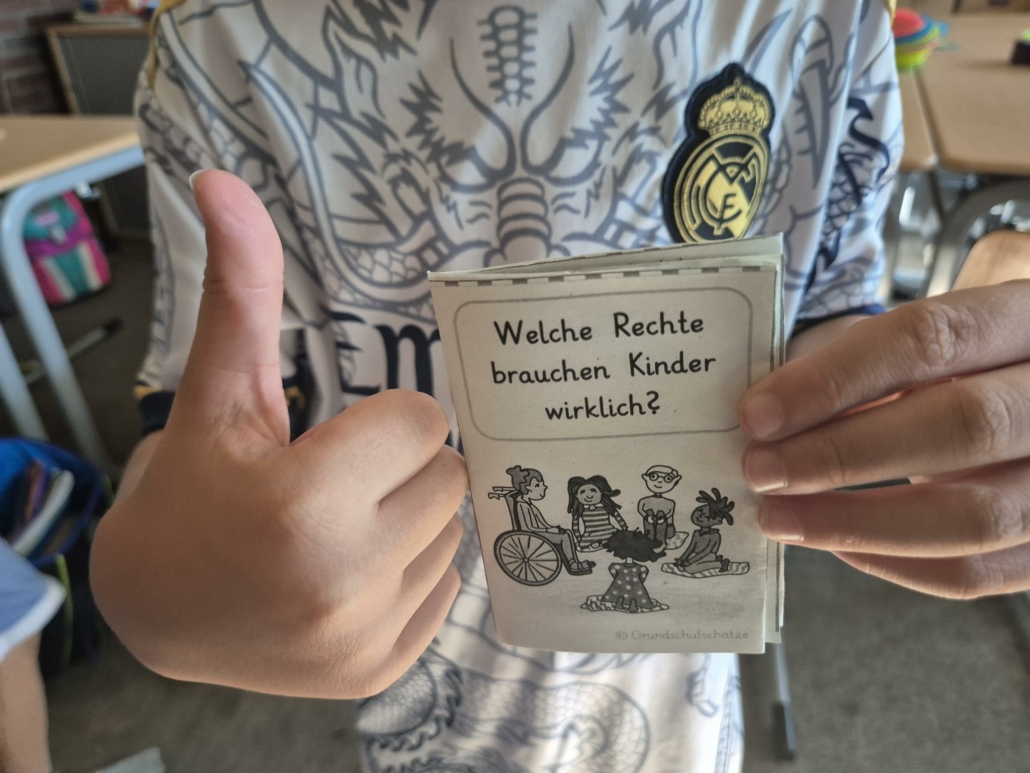 Welche Rechte
brauchen Kinder
wirklich?
© Grundschulschätze